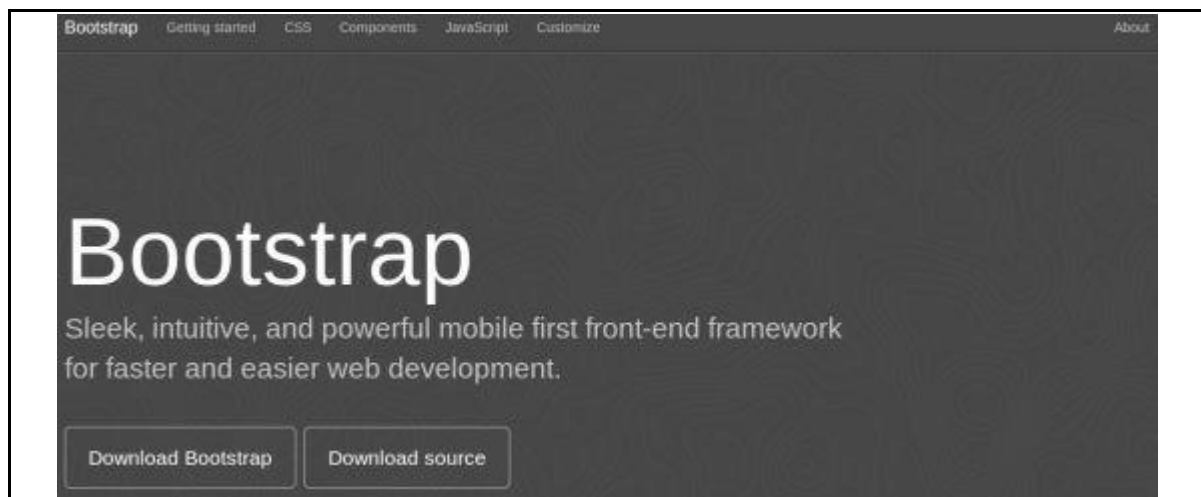 Bootstrap Getting started CSS Components JavaScript Customize About
Bootstrap
Sleek, intuitive, and powerful mobile first front-end framework
for faster and easier web development.
Download Bootstrap Download source